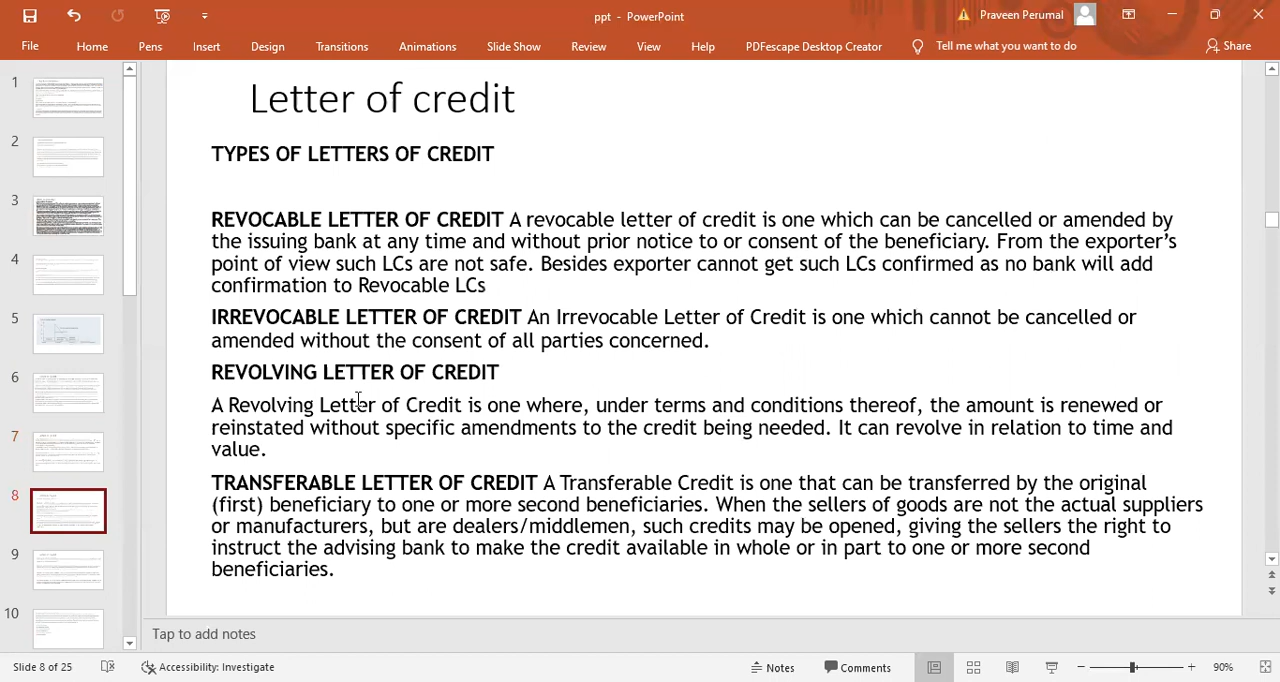 ppt - PowerPoint
Praveen Perumal
File Home Pens Insert Design Transitions Animations Slide Show Review View Help PDFescape Desktop Creator Tell me what you want to do Share
1
2
3
4
5
6
7
8
9
10
Letter of credit
TYPES OF LETTERS OF CREDIT
REVOCABLE LETTER OF CREDIT A revocable letter of credit is one which can be cancelled or amended by
the issuing bank at any time and without prior notice to or consent of the beneficiary. From the exporter’s
point of view such LCs are not safe. Besides exporter cannot get such LCs confirmed as no bank will add
confirmation to Revocable LCs
IRREVOCABLE LETTER OF CREDIT An Irrevocable Letter of Credit is one which cannot be cancelled or
amended without the consent of all parties concerned.
REVOLVING LETTER OF CREDIT
A Revolving Letter of Credit is one where, under terms and conditions thereof, the amount is renewed or
reinstated without specific amendments to the credit being needed. It can revolve in relation to time and
value.
TRANSFERABLE LETTER OF CREDIT A Transferable Credit is one that can be transferred by the original
(first) beneficiary to one or more second beneficiaries. When the sellers of goods are not the actual suppliers
or manufacturers, but are dealers/middlemen, such credits may be opened, giving the sellers the right to
instruct the advising bank to make the credit available in whole or in part to one or more second
beneficiaries.
Tap to add notes
Slide 8 of 25 Accessibility: Investigate Notes Comments 90%